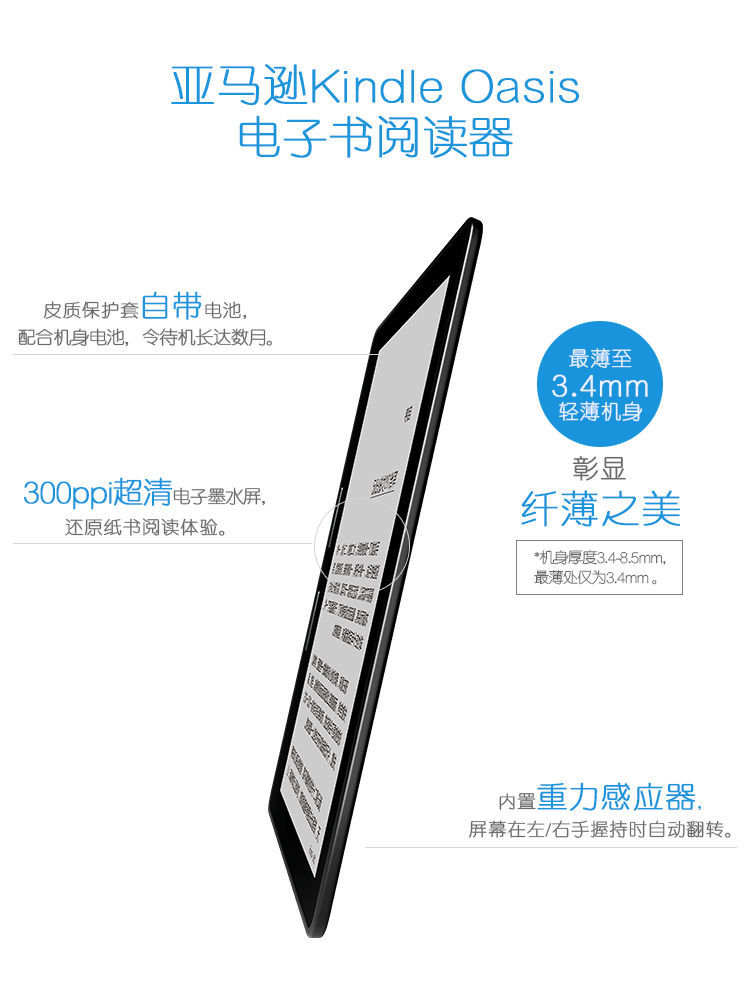 亚马逊Kindle Oasis
电子书阅读器
皮质保护套自带电池，
配合机身电池，令待机长达数月。
最薄至
3.4mm
轻薄机身
彰显
纤薄之美
*机身厚度3.4-8.5mm，
最薄处仅为3.4mm。
300ppi超清电子墨水屏，
还原纸书阅读体验。
内置重力感应器，
屏幕在左/右手握持时自动翻转。